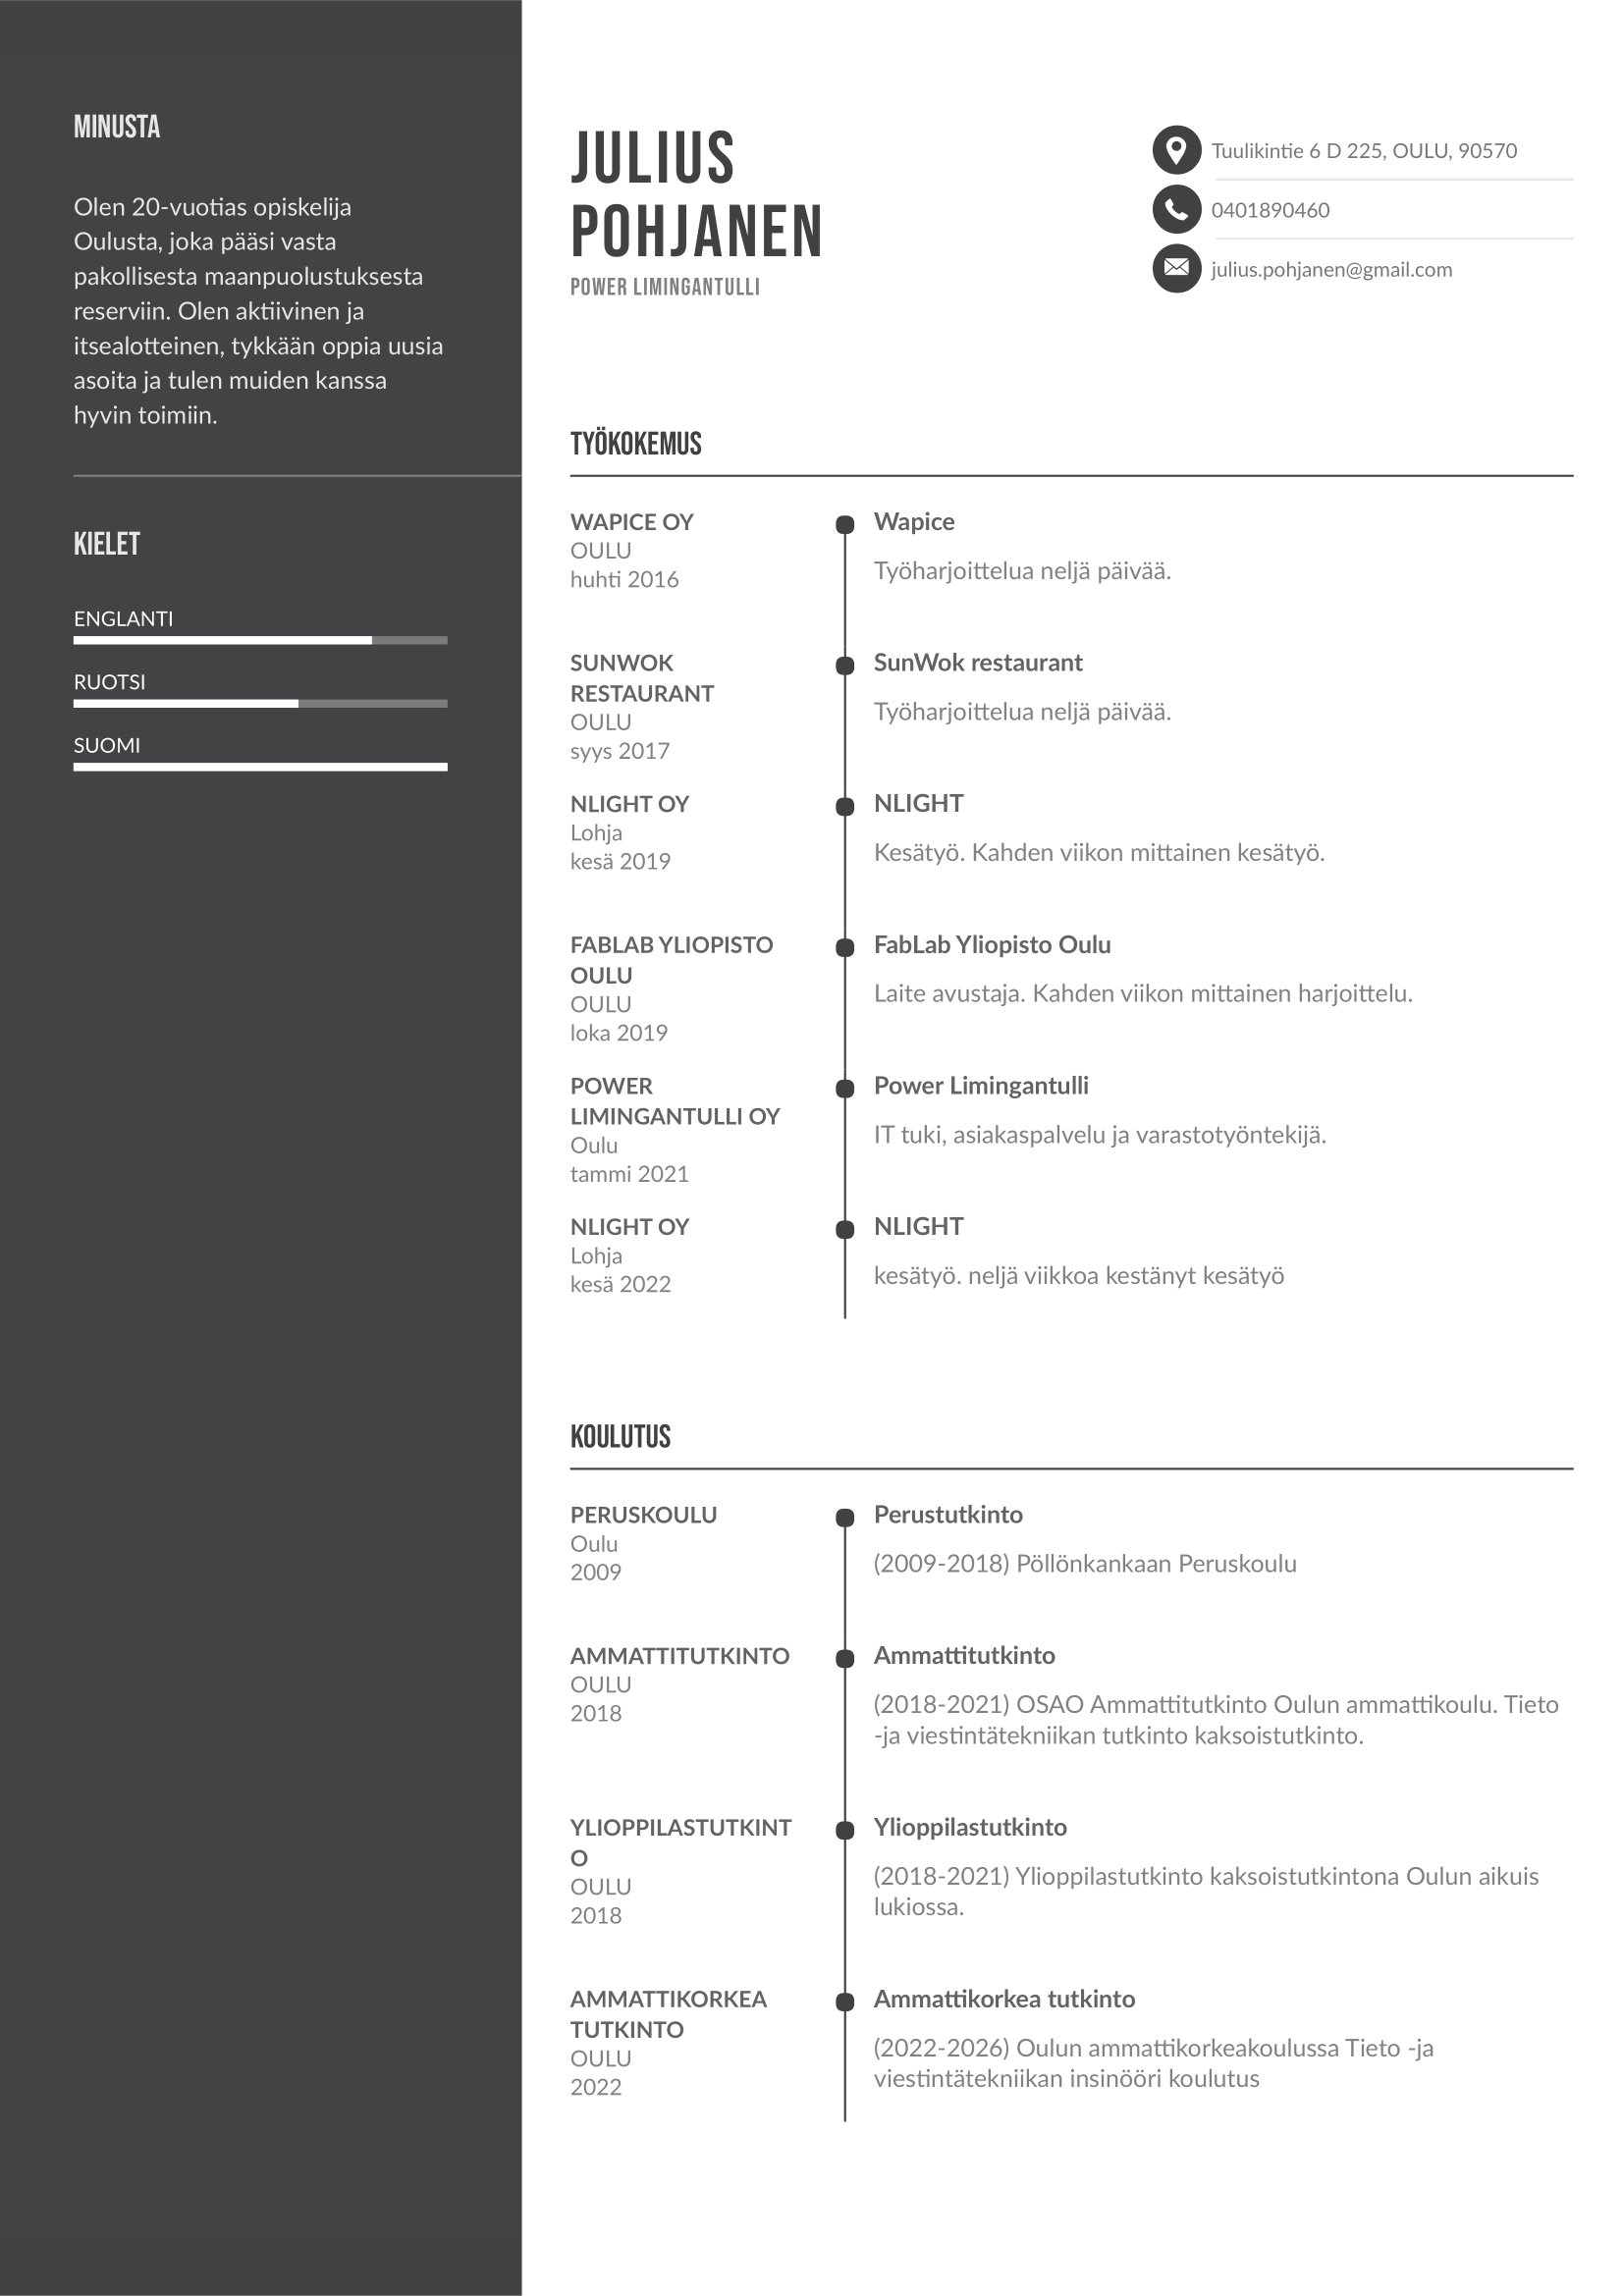 MINUSTA
Olen 20-vuotias opiskelija
Oulusta, joka pääsi vasta
pakollisesta maanpuolustuksesta
reserviin. Olen aktiivinen ja
itsealotteinen, tykkään oppia uusia
asoita ja tulen muiden kanssa
hyvin toimiin.
KIELET
ENGLANTI
RUOTSI
SUOMI
JULIUS
POHJANEN
POWER LIMINGANTULLI
Tuulikintie 6 D 225, OULU, 90570
0401890460
julius.pohjanen@gmail.com
TYÖKOKEMUS
WAPICE OY
OULU
huhti 2016
Wapice
Työharjoittelua neljä päivää.
SUNWOK
RESTAURANT
OULU
syys 2017
SunWok restaurant
Työharjoittelua neljä päivää.
NLIGHT OY
Lohja
kesä 2019
NLIGHT
Kesätyö. Kahden viikon mittainen kesätyö.
FABLAB YLIOPISTO
OULU
OULU
loka 2019
FabLab Yliopisto Oulu
Laite avustaja. Kahden viikon mittainen harjoittelu.
POWER
LIMINGANTULLI OY
Oulu
tammi 2021
Power Limingantulli
IT tuki, asiakaspalvelu ja varastotyöntekijä.
NLIGHT OY
Lohja
kesä 2022
NLIGHT
kesätyö. neljä viikkoa kestänyt kesätyö
KOULUTUS
PERUSKOULU
Oulu
2009
Perustutkinto
(2009-2018) Pöllönkankaan Peruskoulu
AMMATTITUTKINTO
OULU
2018
Ammattitutkinto
(2018-2021) OSAO Ammattitutkinto Oulun ammattikoulu. Tieto
-ja viestintätekniikan tutkinto kaksoistutkinto.
YLIOPPILASTUTKINT
O
OULU
2018
Ylioppilastutkinto
(2018-2021) Ylioppilastutkinto kaksoistutkintona Oulun aikuis
lukiossa.
AMMATTIKORKEA
TUTKINTO
OULU
2022
Ammattikorkea tutkinto
(2022-2026) Oulun ammattikorkeakoulussa Tieto -ja
viestintätekniikan insinööri koulutus